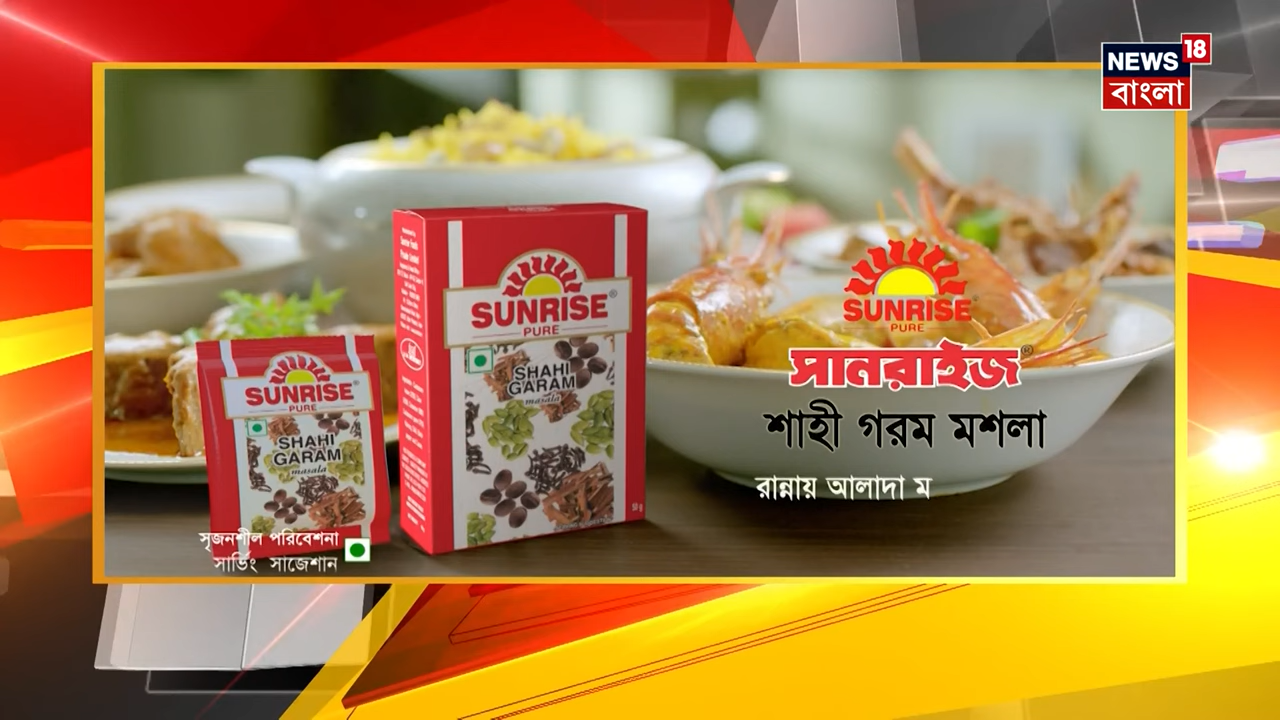 NEWS 18
বাংলা
SUNRISE®
PURE
SHAHI
GARAM
masala
50 g
SUNRISE®
PURE
SHAHI
GARAM
masala
SUNRISE
PURE
সানরাইজ®
শাহী গরম মশলা
রান্নায় আলাদা ম
সৃজনশীল পরিবেশনা
সার্ভিং সাজেশান